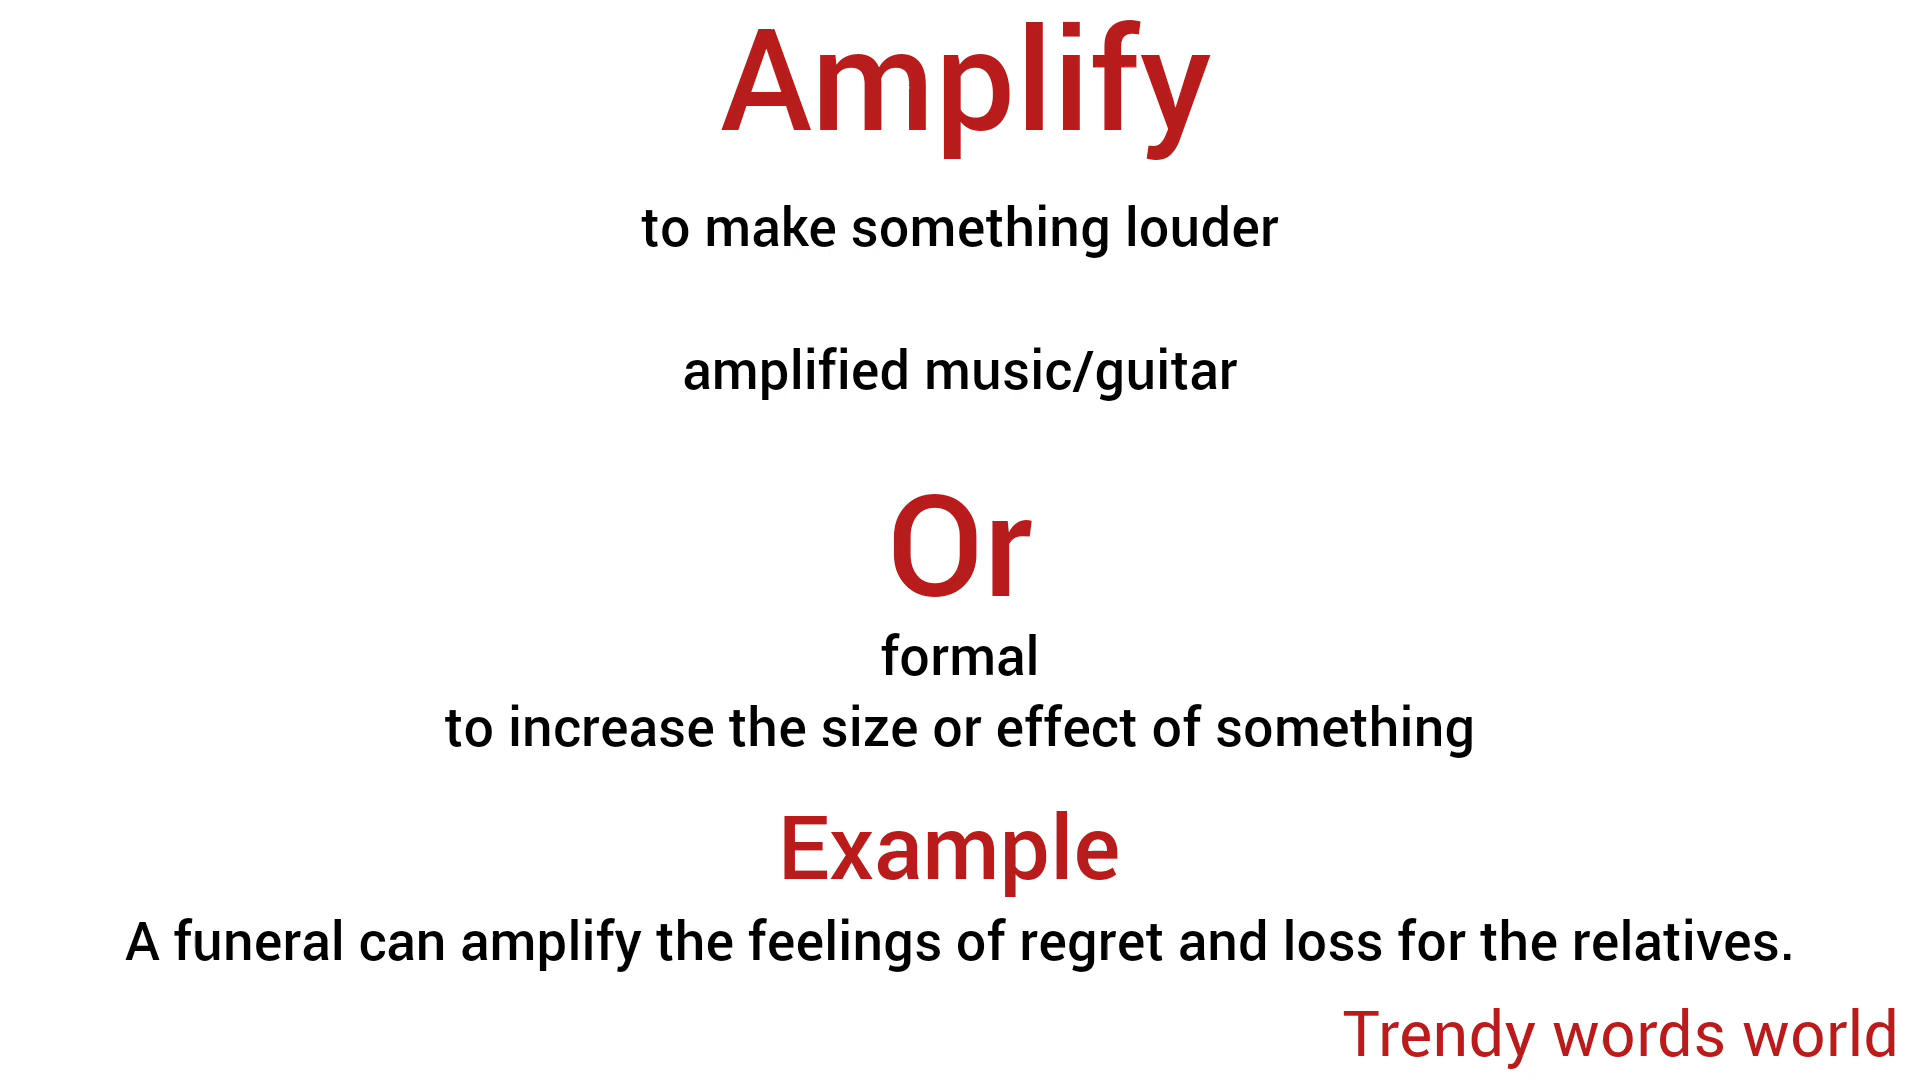 Amplify
to make something louder
amplified music/guitar
Or
formal
to increase the size or effect of something
Example
A funeral can amplify the feelings of regret and loss for the relatives.
Trendy words world